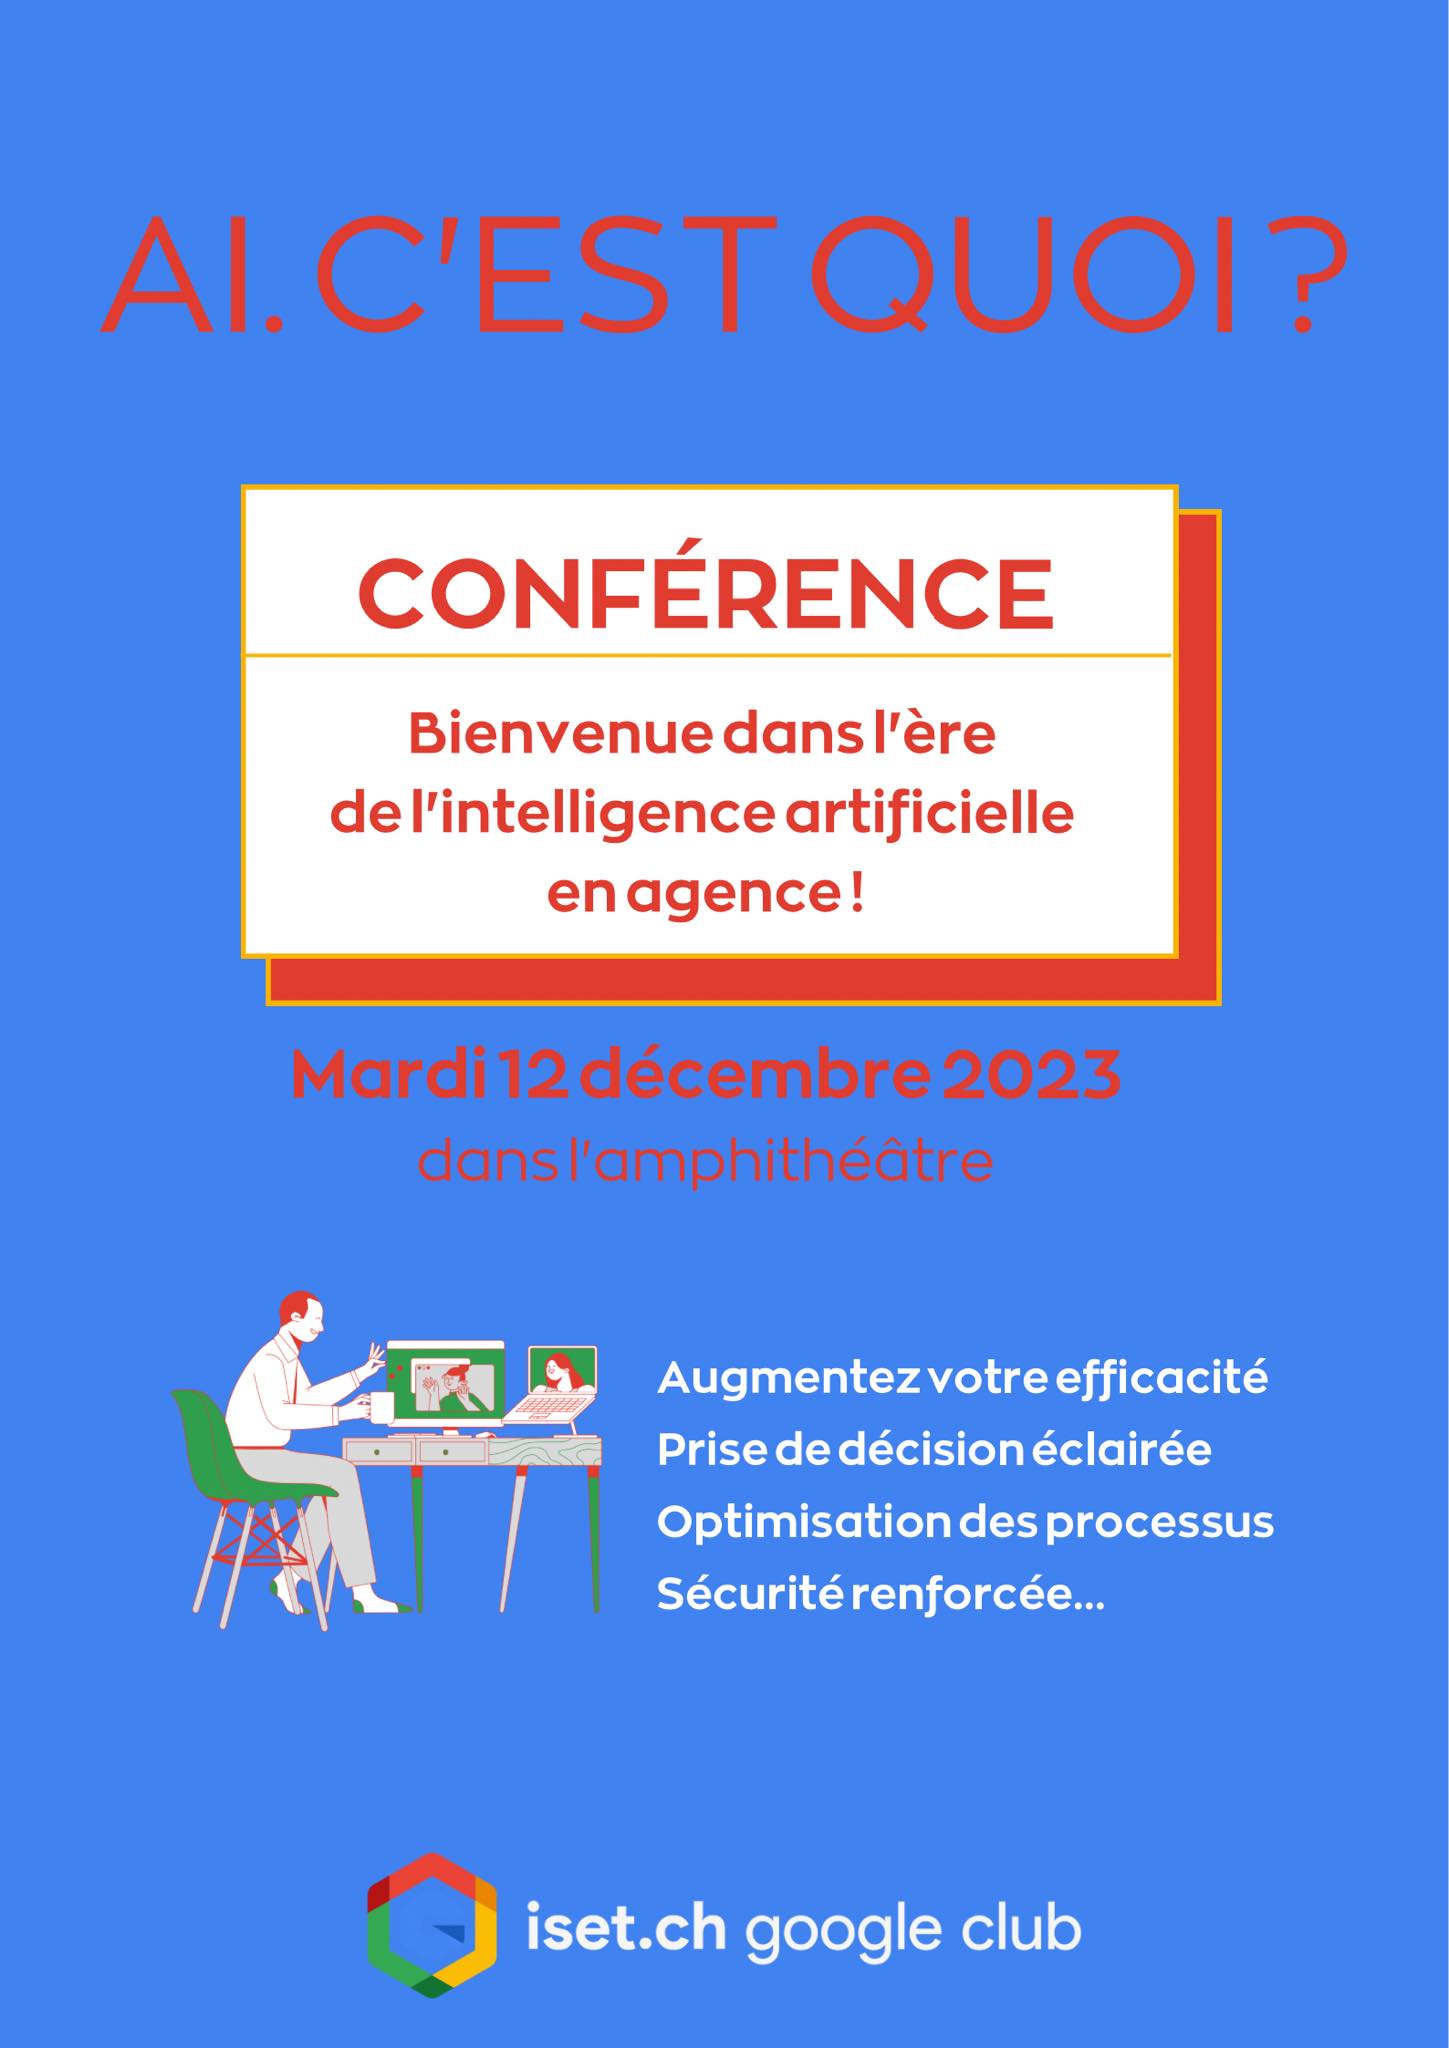 AI. C'EST QUOI ?
CONFÉRENCE
Bienvenue dans l'ère
de l'intelligence artificielle
en agence !
Mardi 12 décembre 2023
dans l'amphithéâtre
Augmentez votre efficacité
Prise de décision éclairée
Optimisation des processus
Sécurité renforcée...
iset.ch google club